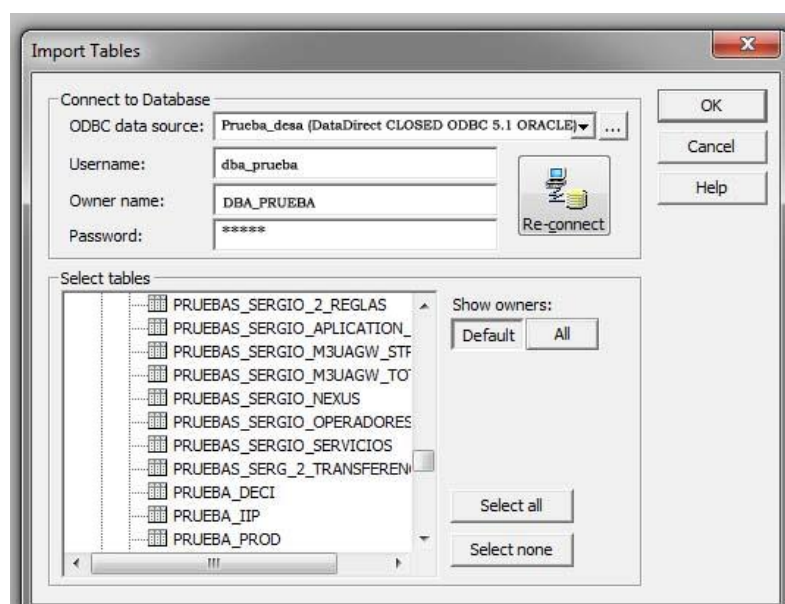 Import Tables
Connect to Database
ODBC data source: Prueba_desa (DataDirect CLOSED ODBC 5.1 ORACLE) ...
Username: dba_prueba
Owner name: DBA_PRUEBA
Password: *****
Re-connect
OK
Cancel
Help
Select tables
PRUEBAS_SERGIO_2_REGLAS
PRUEBAS_SERGIO_APLICATION_
PRUEBAS_SERGIO_M3UAGW_STF
PRUEBAS_SERGIO_M3UAGW_TO
PRUEBAS_SERGIO_NEXUS
PRUEBAS_SERGIO_OPERADORES
PRUEBAS_SERGIO_SERVICIOS
PRUEBAS_SERG_2_TRANSFEREN
PRUEBA_DECI
PRUEBA_IIP
PRUEBA_PROD
Show owners:
Default All
Select all
Select none